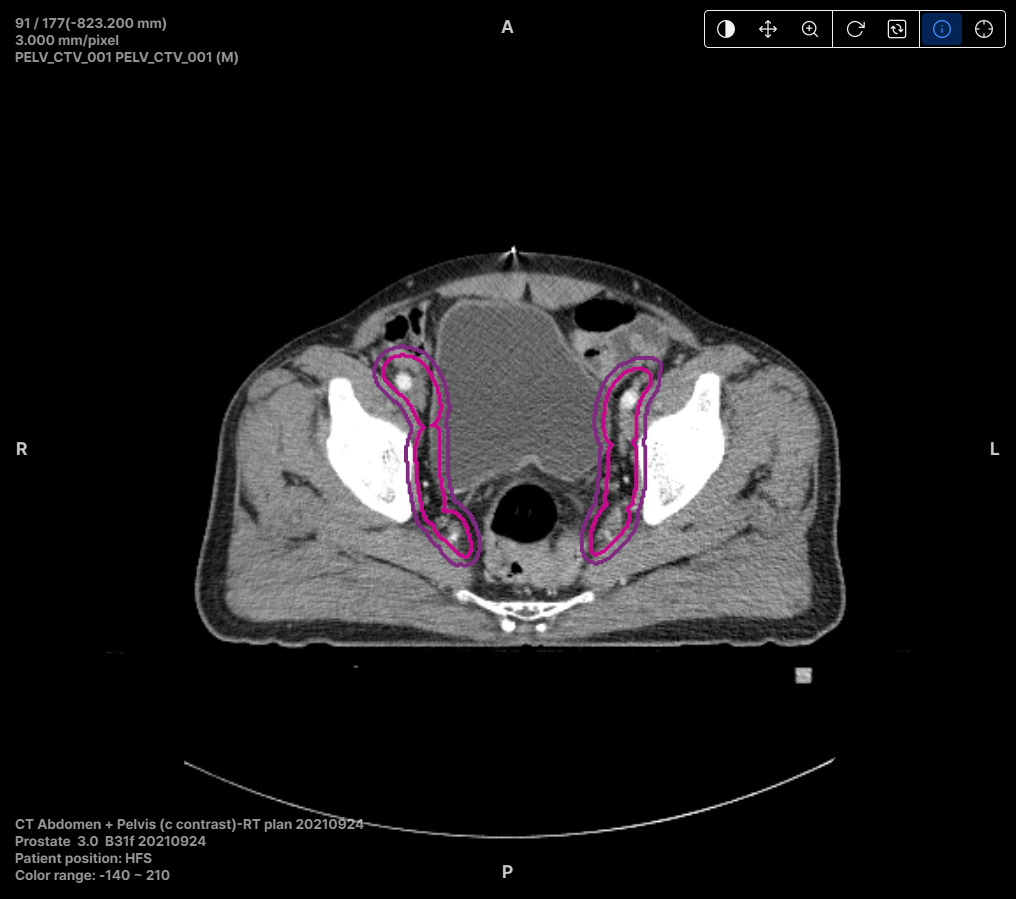 91 / 177(-823.200 mm)
3.000 mm/pixel
PELV_CTV_001 PELV_CTV_001 (M)
A
R
L
CT Abdomen + Pelvis (c contrast)-RT plan 20210924
Prostate 3.0 B31f 20210924
Patient position: HFS
Color range: -140 ~ 210
P